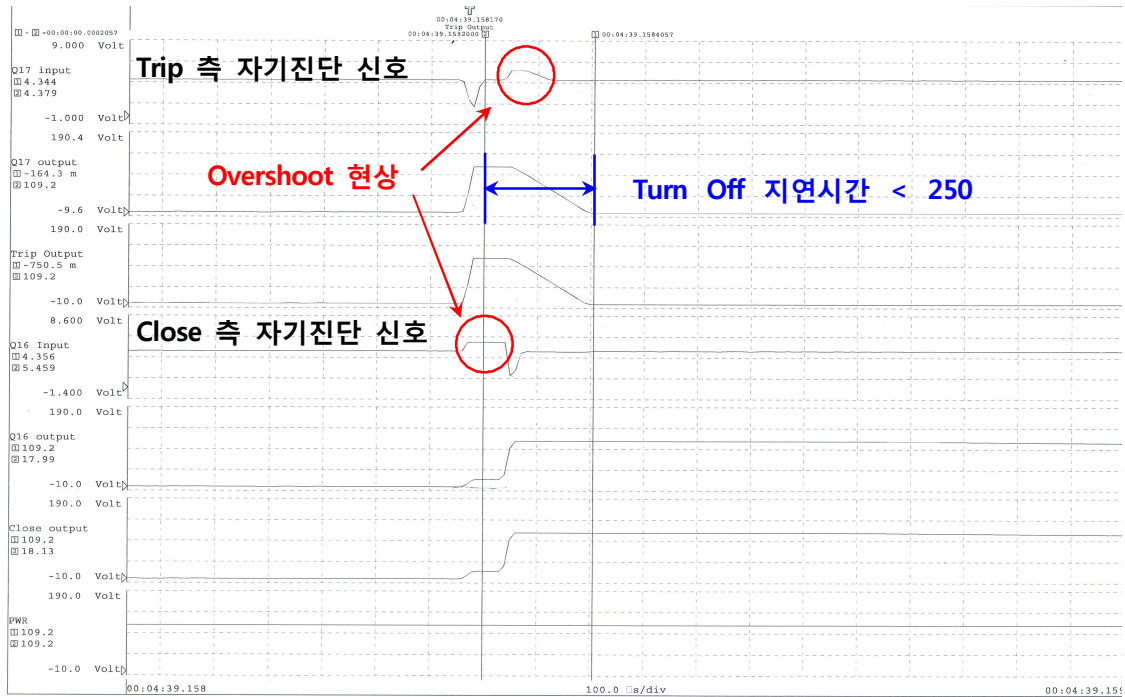 00:04:39.158170
Trip Output
1 - 2 =00:00:00.0002057
00:04:39.1582000 2
1 00:04:39.1584057
9.000 Volt
Trip 측 자기진단 신호
Q17 input
1 4.344
2 4.379
-1.000 Volt
190.4 Volt
Q17 output
1 -164.3 m
2 109.2
Overshoot 현상
Turn Off 지연시간 < 250
-9.6 Volt
190.0 Volt
Trip Output
1 -750.5 m
2 109.2
-10.0 Volt
8.600 Volt
Close 측 자기진단 신호
Q16 Input
1 4.356
2 5.459
-1.400 Volt
190.0 Volt
Q16 output
1 109.2
2 17.99
-10.0 Volt
190.0 Volt
Close output
1 109.2
2 18.13
-10.0 Volt
190.0 Volt
PWR
1 109.2
2 109.2
-10.0 Volt
00:04:39.158
100.0 □s/div
00:04:39.159